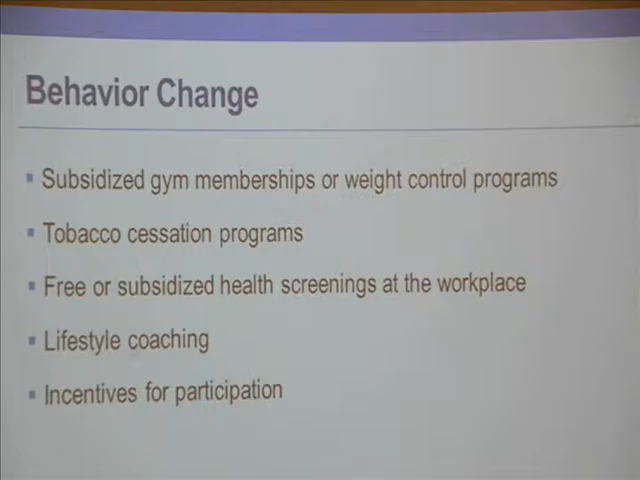 Behavior Change
Subsidized gym memberships or weight control programs
Tobacco cessation programs
Free or subsidized health screenings at the workplace
Lifestyle coaching
Incentives for participation